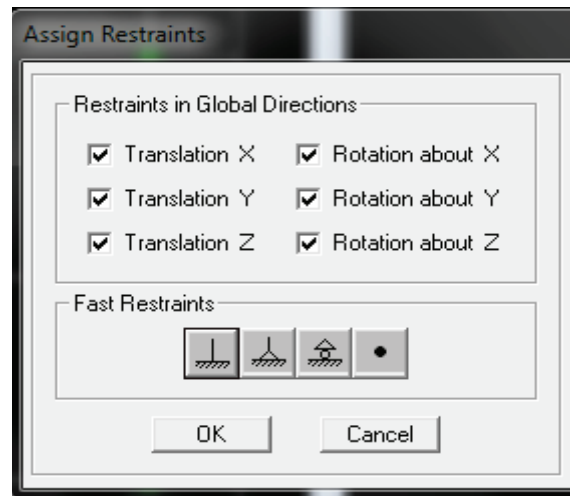 Assign Restraints
Restraints in Global Directions
Translation X Rotation about X
Translation Y Rotation about Y
Translation Z Rotation about Z
Fast Restraints
OK Cancel